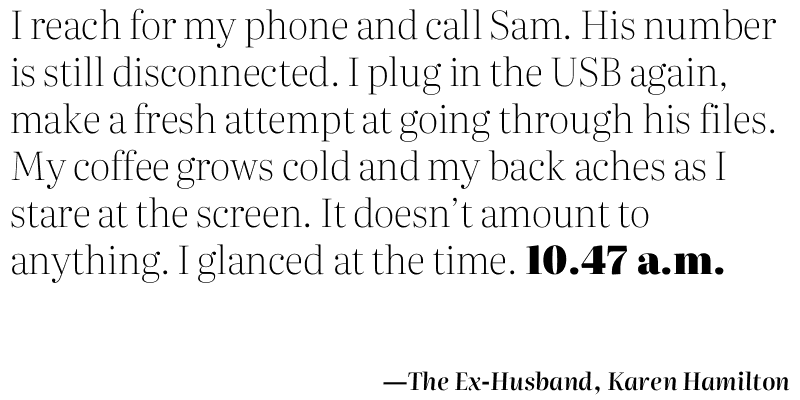 I reach for my phone and call Sam. His number
is still disconnected. I plug in the USB again,
make a fresh attempt at going through his files.
My coffee grows cold and my back aches as I
stare at the screen. It doesn’t amount to
anything. I glanced at the time. 10.47 a.m.
—The Ex-Husband, Karen Hamilton